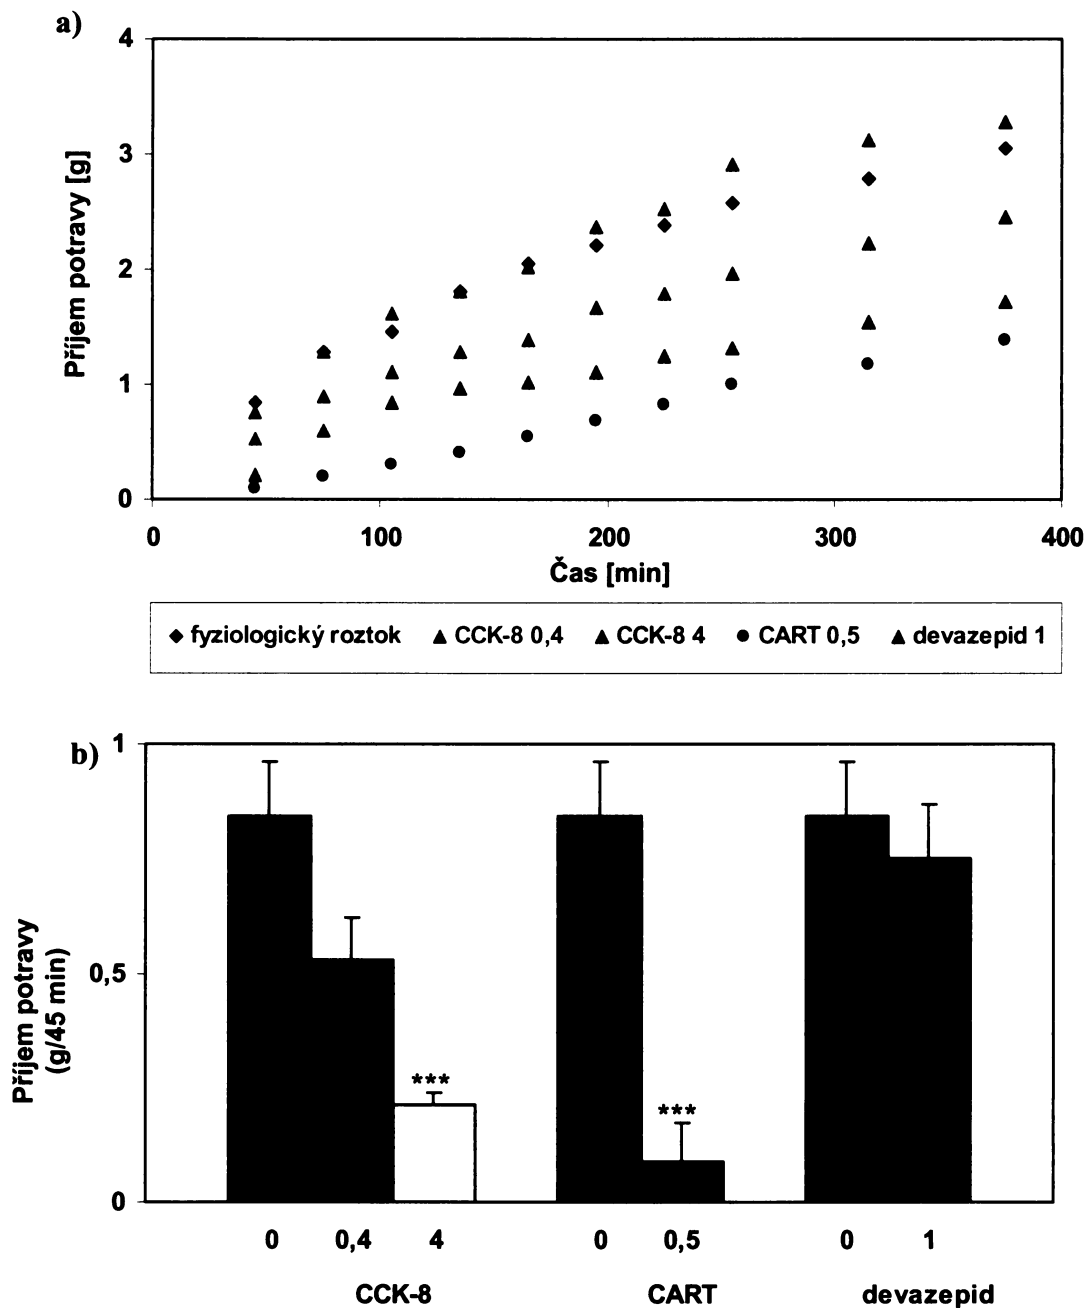 a)
4
3
2
1
0
Příjem potravy [g]
0 100 200 300 400
Čas [min]
◆ fyziologický roztok ▲ CCK-8 0,4 ▲ CCK-8 4 ● CART 0,5 ▲ devazepid 1
b)
1
0,5
0
Příjem potravy
(g/45 min)
***
***
0 0,4 4 0 0,5 0 1
CCK-8 CART devazepid